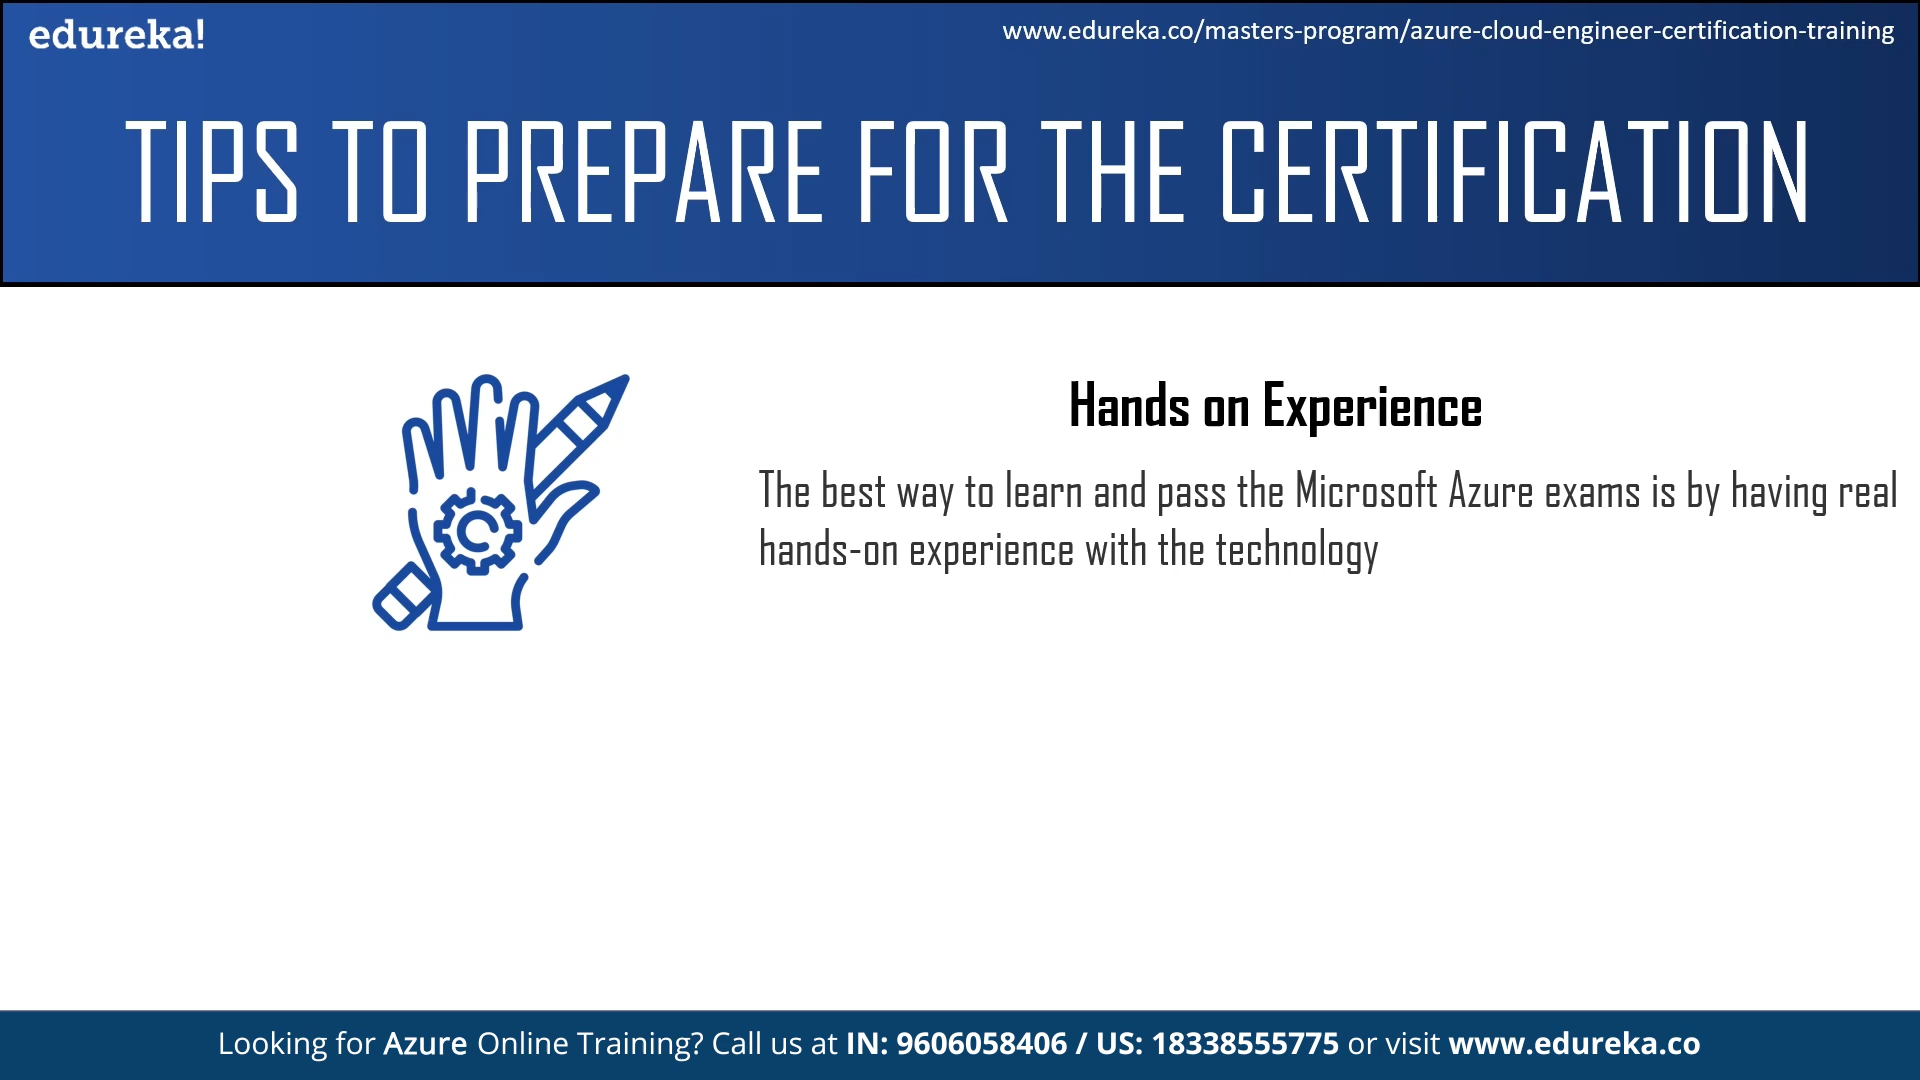 edureka!
www.edureka.co/masters-program/azure-cloud-engineer-certification-training
TIPS TO PREPARE FOR THE CERTIFICATION
Hands on Experience
The best way to learn and pass the Microsoft Azure exams is by having real
hands-on experience with the technology
Looking for Azure Online Training? Call us at IN: 9606058406 / US: 18338555775 or visit www.edureka.co